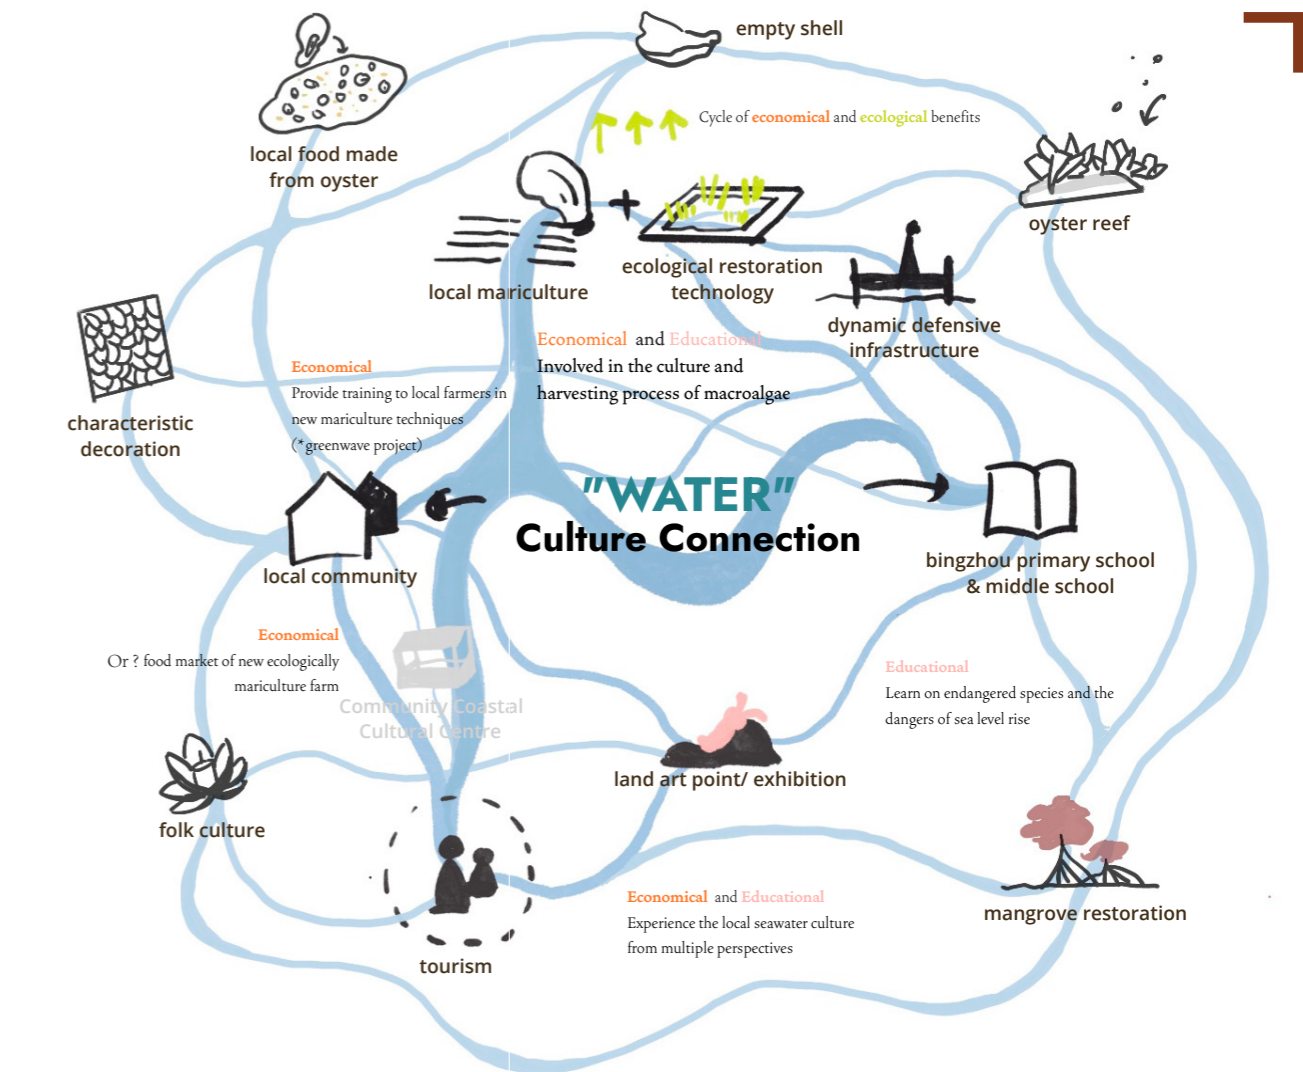 empty shell
Cycle of economical and ecological benefits
local food made
from oyster
oyster reef
ecological restoration
technology
local mariculture
dynamic defensive
infrastructure
Economical and Educational
Involved in the culture and
harvesting process of macroalgae
Economical
Provide training to local farmers in
new mariculture techniques
(*greenwave project)
characteristic
decoration
"WATER"
Culture Connection
bingzhou primary school
& middle school
local community
Economical
Or ? food market of new ecologically
mariculture farm
Community Coastal
Cultural Centre
Educational
Learn on endangered species and the
dangers of sea level rise
land art point/ exhibition
folk culture
Economical and Educational
Experience the local seawater culture
from multiple perspectives
mangrove restoration
tourism